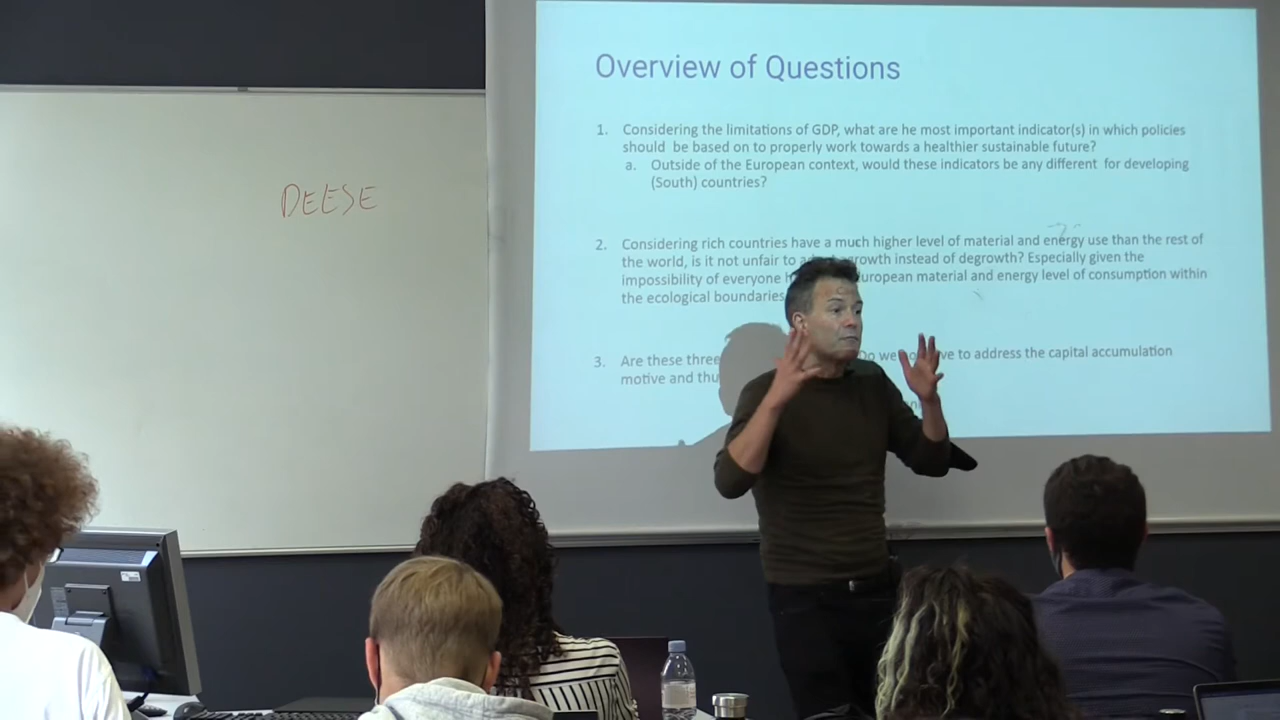 DEESE
Overview of Questions
1. Considering the limitations of GDP, what are he most important indicator(s) in which policies
should be based on to properly work towards a healthier sustainable future?
a. Outside of the European context, would these indicators be any different for developing
(South) countries?
2. Considering rich countries have a much higher level of material and energy use than the rest of
the world, is it not unfair to growth instead of degrowth? Especially given the
impossibility of everyone European material and energy level of consumption within
the ecological boundaries
3. Are these three Do we to address the capital accumulation
motive and